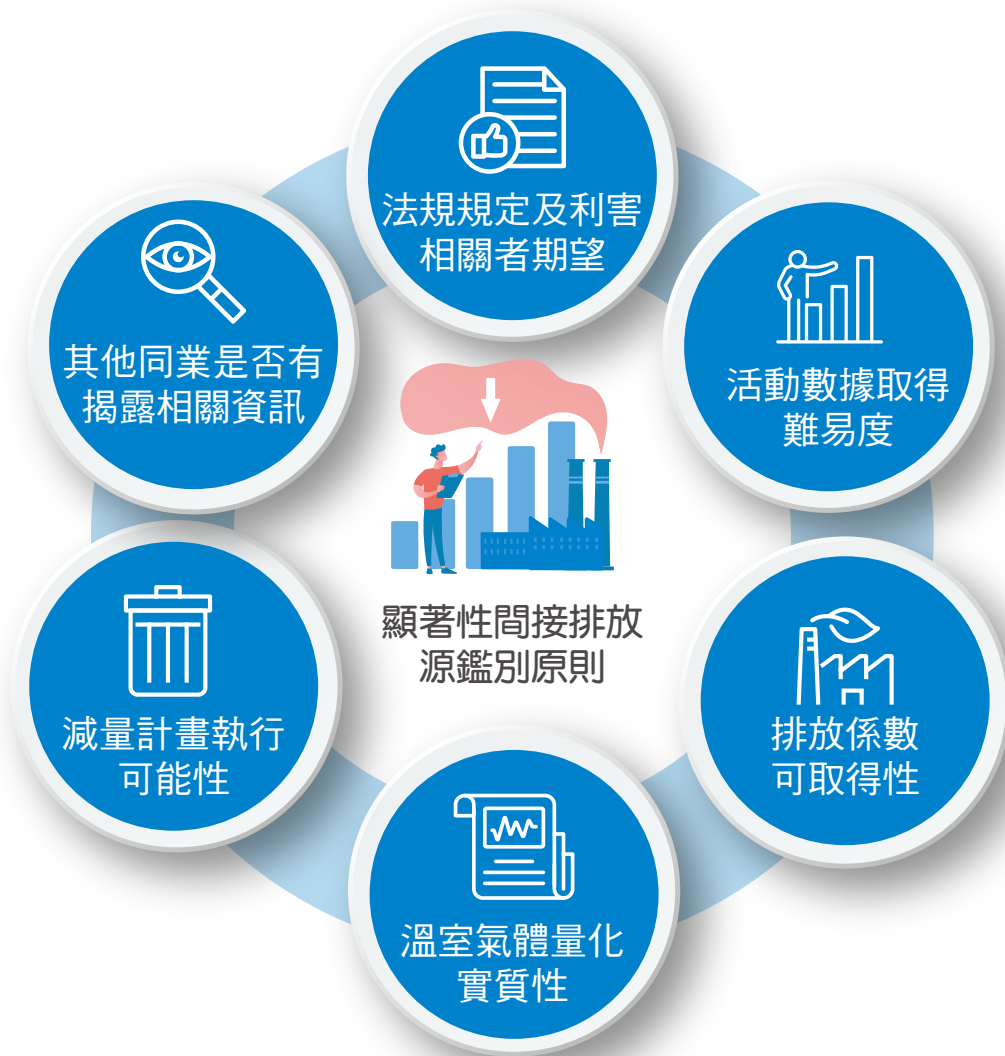 法規規定及利害
相關者期望
活動數據取得
難易度
排放係數
可取得性
溫室氣體量化
實質性
減量計畫執行
可能性
其他同業是否有
揭露相關資訊
顯著性間接排放
源鑑別原則